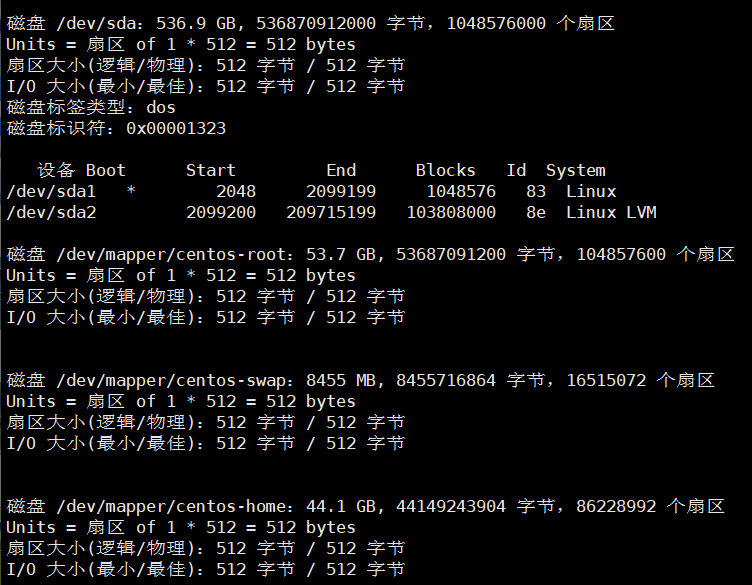 磁盘 /dev/sda：536.9 GB, 536870912000 字节，1048576000 个扇区
Units = 扇区 of 1 * 512 = 512 bytes
扇区大小(逻辑/物理)：512 字节 / 512 字节
I/O 大小(最小/最佳)：512 字节 / 512 字节
磁盘标签类型：dos
磁盘标识符：0x00001323
设备 Boot      Start         End      Blocks   Id  System
/dev/sda1   *        2048     2099199     1048576   83  Linux
/dev/sda2         2099200   209715199   103808000   8e  Linux LVM
磁盘 /dev/mapper/centos-root：53.7 GB, 53687091200 字节，104857600 个扇区
Units = 扇区 of 1 * 512 = 512 bytes
扇区大小(逻辑/物理)：512 字节 / 512 字节
I/O 大小(最小/最佳)：512 字节 / 512 字节
磁盘 /dev/mapper/centos-swap：8455 MB, 8455716864 字节，16515072 个扇区
Units = 扇区 of 1 * 512 = 512 bytes
扇区大小(逻辑/物理)：512 字节 / 512 字节
I/O 大小(最小/最佳)：512 字节 / 512 字节
磁盘 /dev/mapper/centos-home：44.1 GB, 44149243904 字节，86228992 个扇区
Units = 扇区 of 1 * 512 = 512 bytes
扇区大小(逻辑/物理)：512 字节 / 512 字节
I/O 大小(最小/最佳)：512 字节 / 512 字节